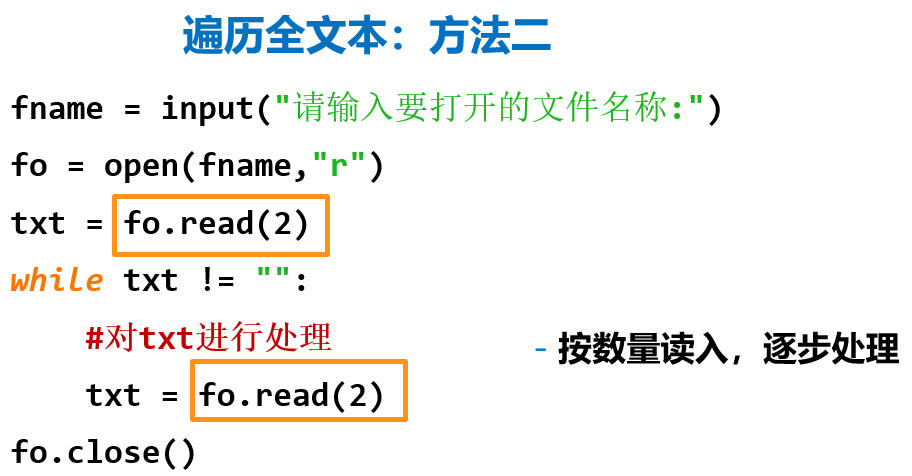 遍历全文本：方法二
fname = input("请输入要打开的文件名称:")
fo = open(fname,"r")
txt = fo.read(2)
while txt != "":
#对txt进行处理
- 按数量读入，逐步处理
txt = fo.read(2)
fo.close()